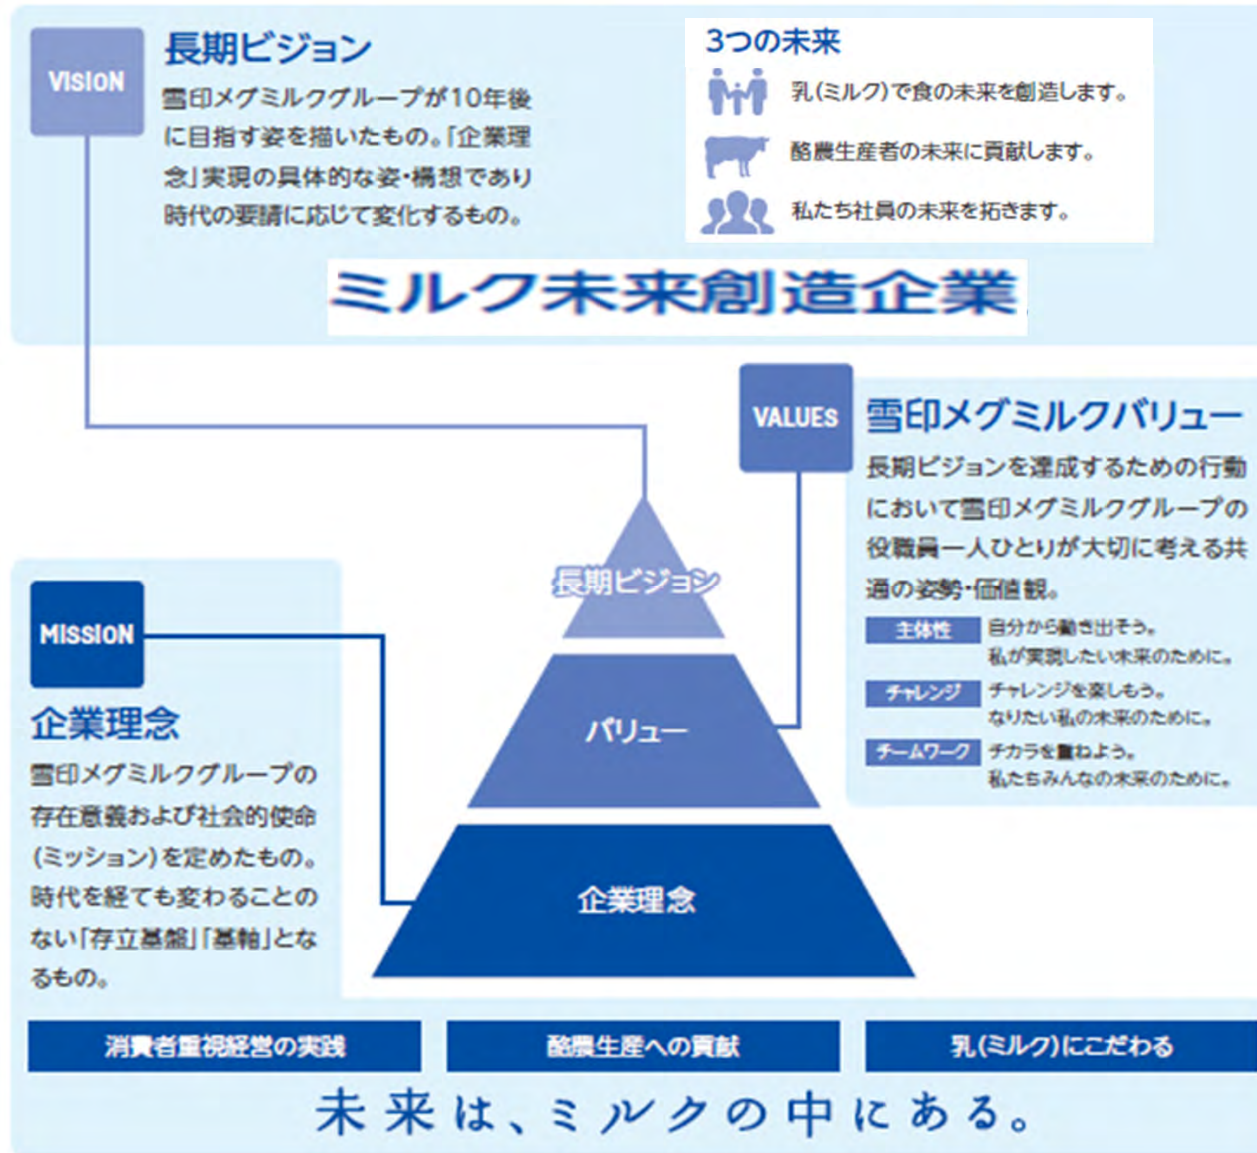 VISION
長期ビジョン
雪印メグミルクグループが10年後
に目指す姿を描いたもの。「企業理
念」実現の具体的な姿・構想であり
時代の要請に応じて変化するもの。
3つの未来
乳(ミルク)で食の未来を創造します。
酪農生産者の未来に貢献します。
私たち社員の未来を拓きます。
ミルク未来創造企業
VALUES
雪印メグミルクバリュー
長期ビジョンを達成するための行動
において雪印メグミルクグループの
役職員一人ひとりが大切に考える共
通の姿勢・価値観。
主体性 自分から動き出そう。
私が実現したい未来のために。
チャレンジ チャレンジを楽しもう。
なりたい私の未来のために。
チームワーク チカラを重ねよう。
私たちみんなの未来のために。
長期ビジョン
バリュー
企業理念
MISSION
企業理念
雪印メグミルクグループの
存在意義および社会的使命
(ミッション)を定めたもの。
時代を経ても変わることの
ない「存立基盤」「基軸」とな
るもの。
消費者重視経営の実践 酪農生産への貢献 乳(ミルク)にこだわる
未来は、ミルクの中にある。